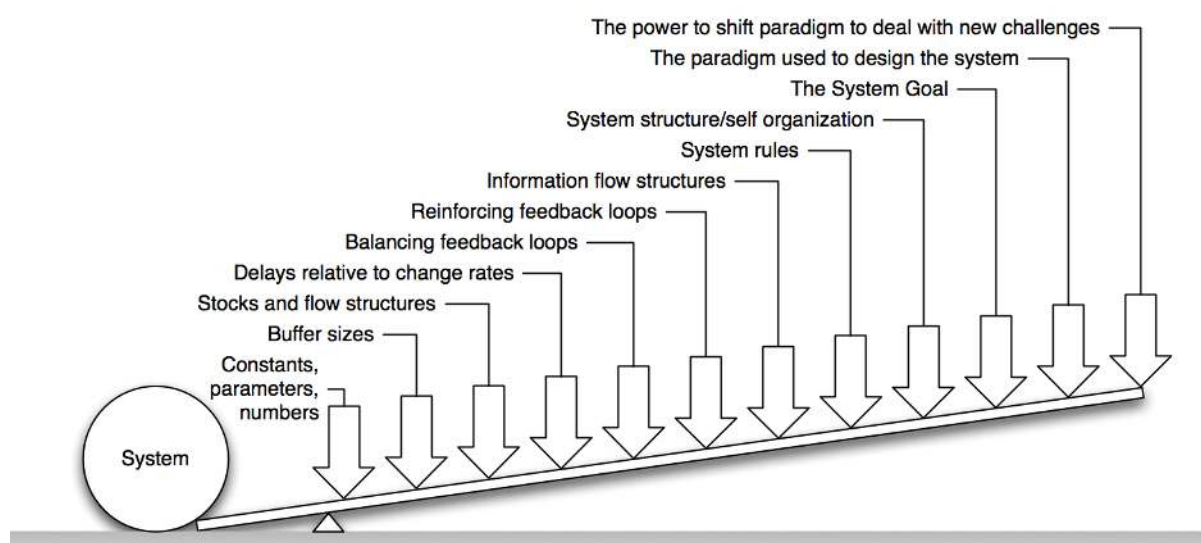 The power to shift paradigm to deal with new challenges
The paradigm used to design the system
The System Goal
System structure/self organization
System rules
Information flow structures
Reinforcing feedback loops
Balancing feedback loops
Delays relative to change rates
Stocks and flow structures
Buffer sizes
Constants,
parameters,
numbers
System